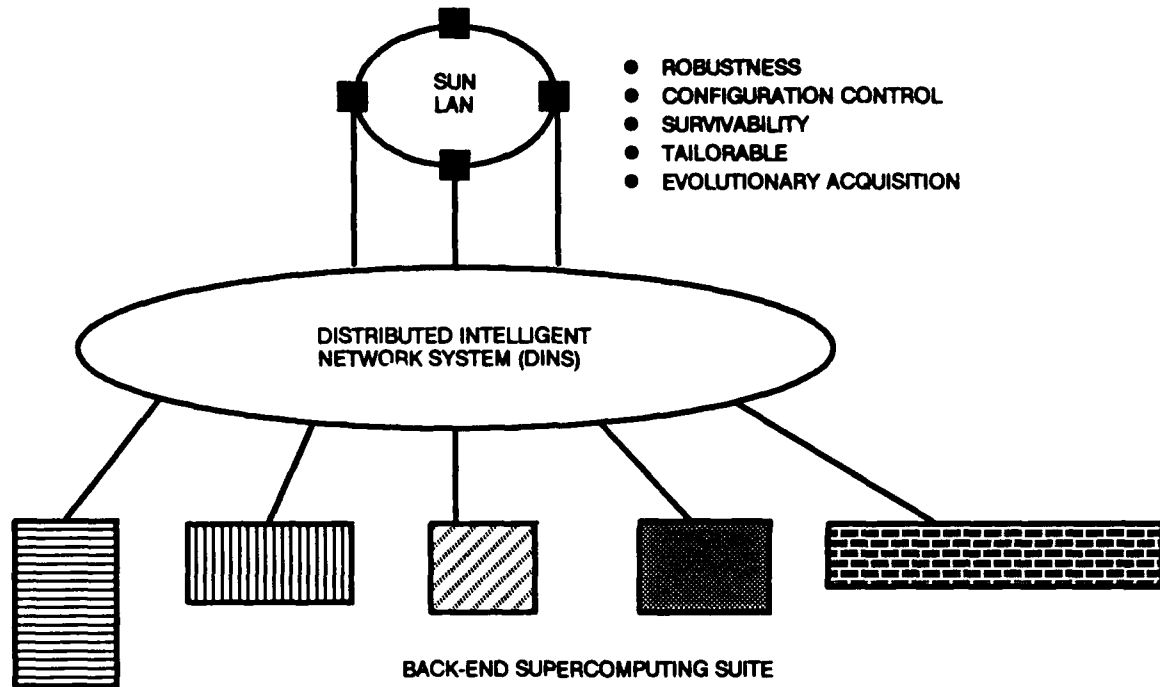 SUN
LAN
● ROBUSTNESS
● CONFIGURATION CONTROL
● SURVIVABILITY
● TAILORABLE
● EVOLUTIONARY ACQUISITION
DISTRIBUTED INTELLIGENT
NETWORK SYSTEM (DINS)
BACK-END SUPERCOMPUTING SUITE